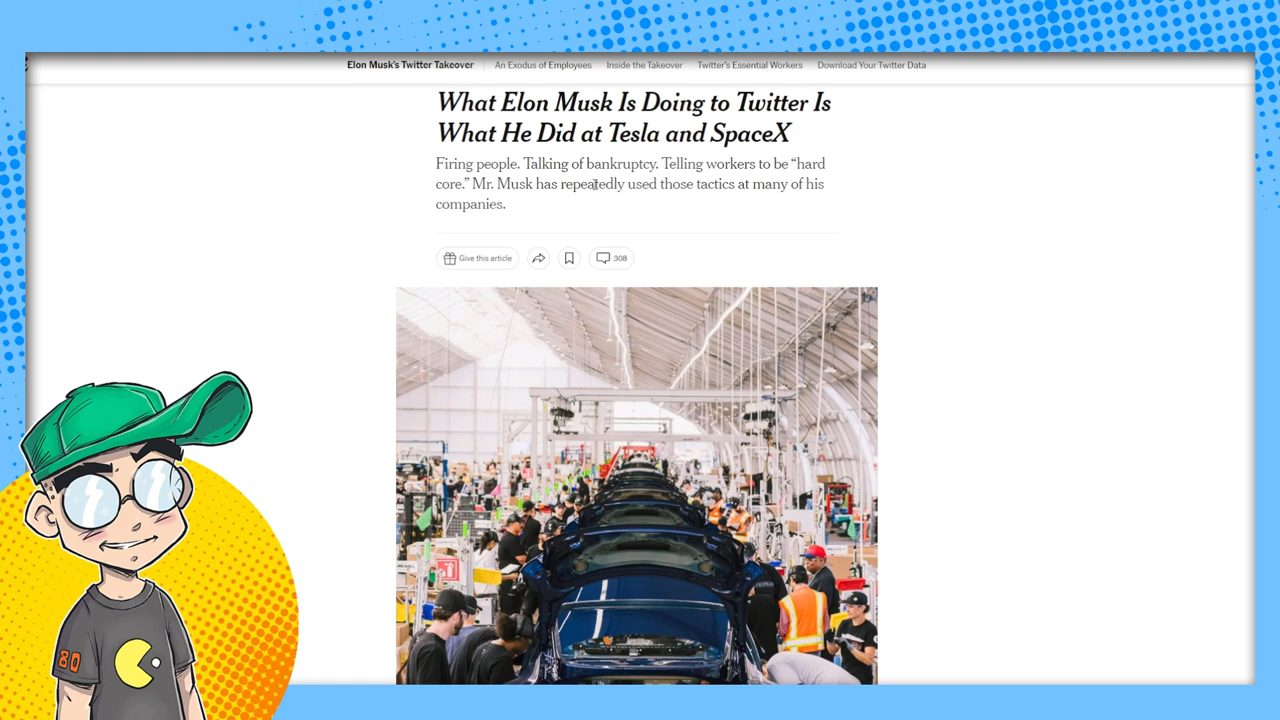 Elon Musk's Twitter Takeover An Exodus of Employees Inside the Takeover Twitter's Essential Workers Download Your Twitter Data
What Elon Musk Is Doing to Twitter Is
What He Did at Tesla and SpaceX
Firing people. Talking of bankruptcy. Telling workers to be “hard
core.” Mr. Musk has repeatedly used those tactics at many of his
companies.
Give this article 308
80